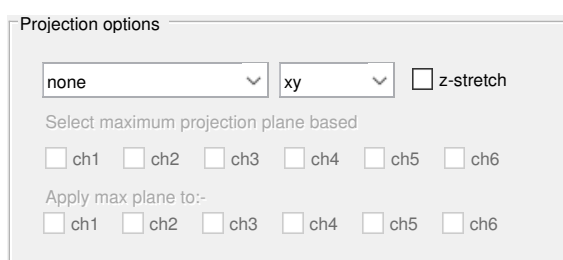 Projection options
none xy z-stretch
Select maximum projection plane based
ch1 ch2 ch3 ch4 ch5 ch6
Apply max plane to:-
ch1 ch2 ch3 ch4 ch5 ch6